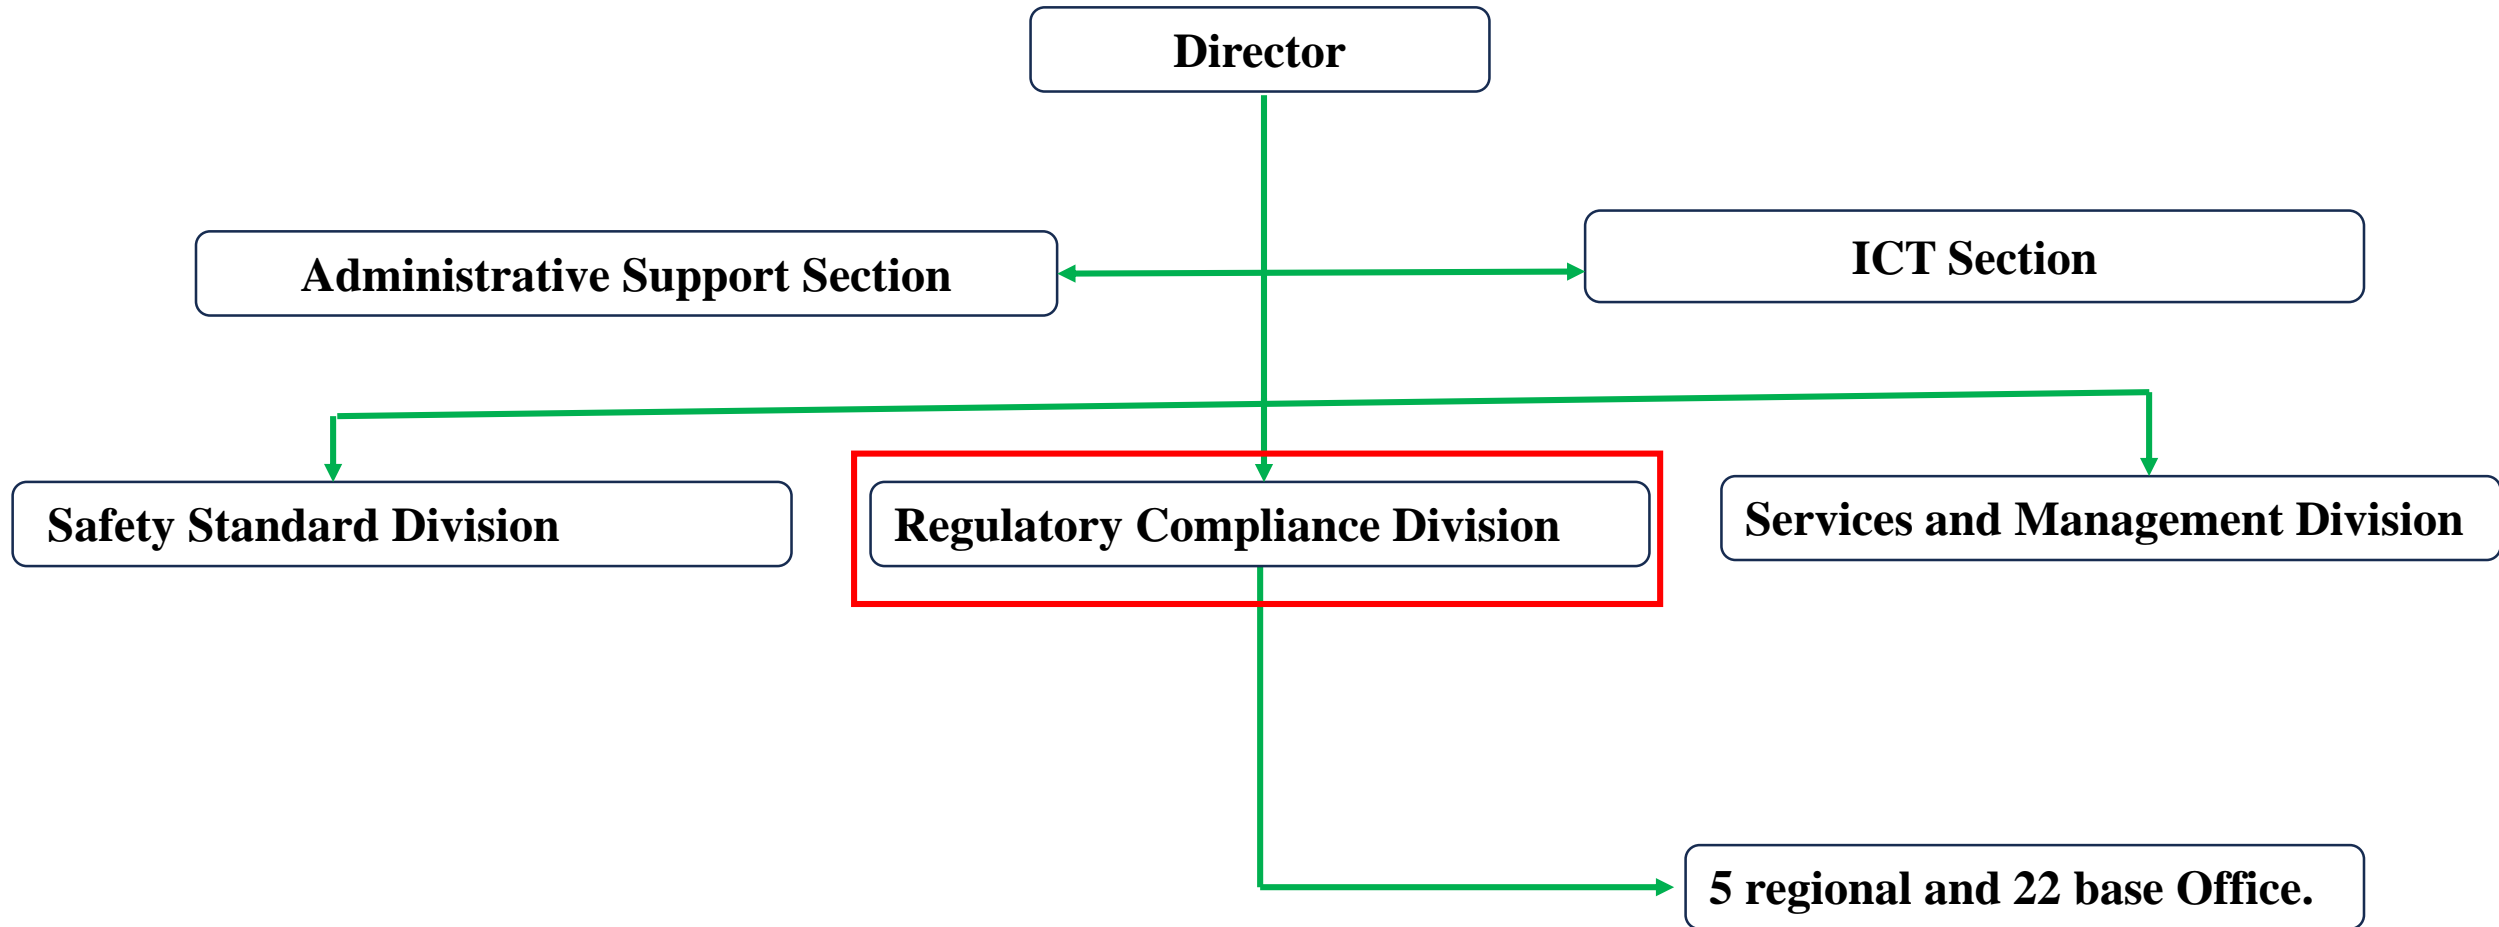 Director
Administrative Support Section
ICT Section
Safety Standard Division
Regulatory Compliance Division
Services and Management Division
5 regional and 22 base Office.